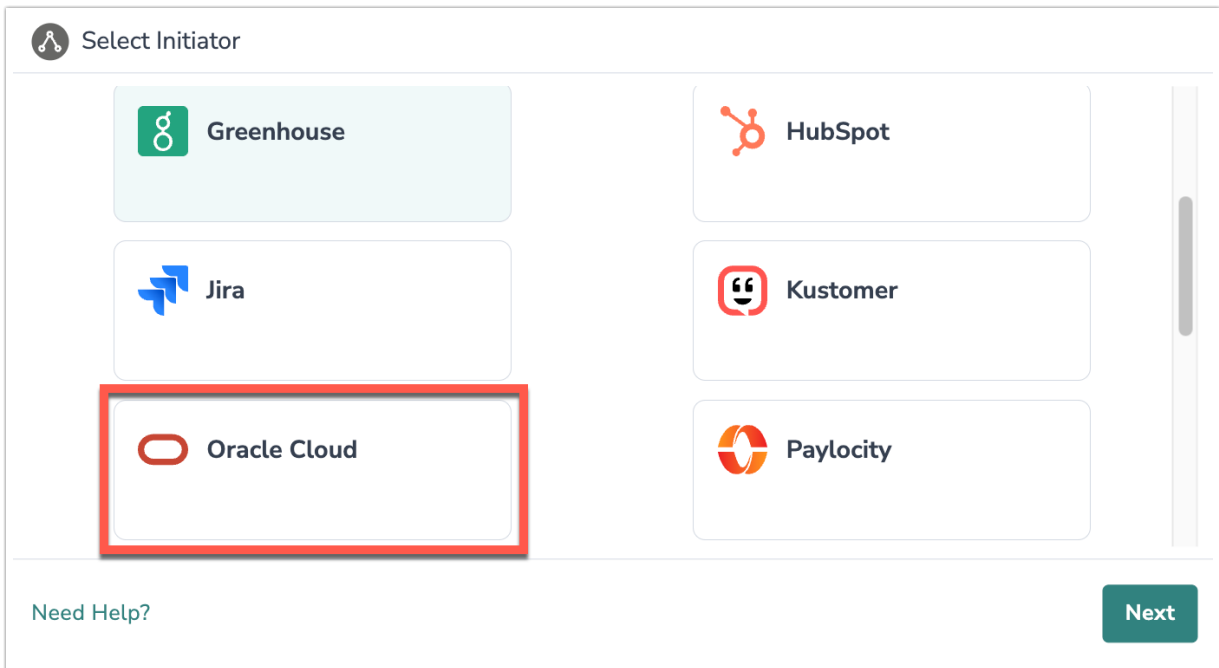 Select Initiator
Greenhouse
HubSpot
Jira
Kustomer
Oracle Cloud
Paylocity
Need Help?
Next